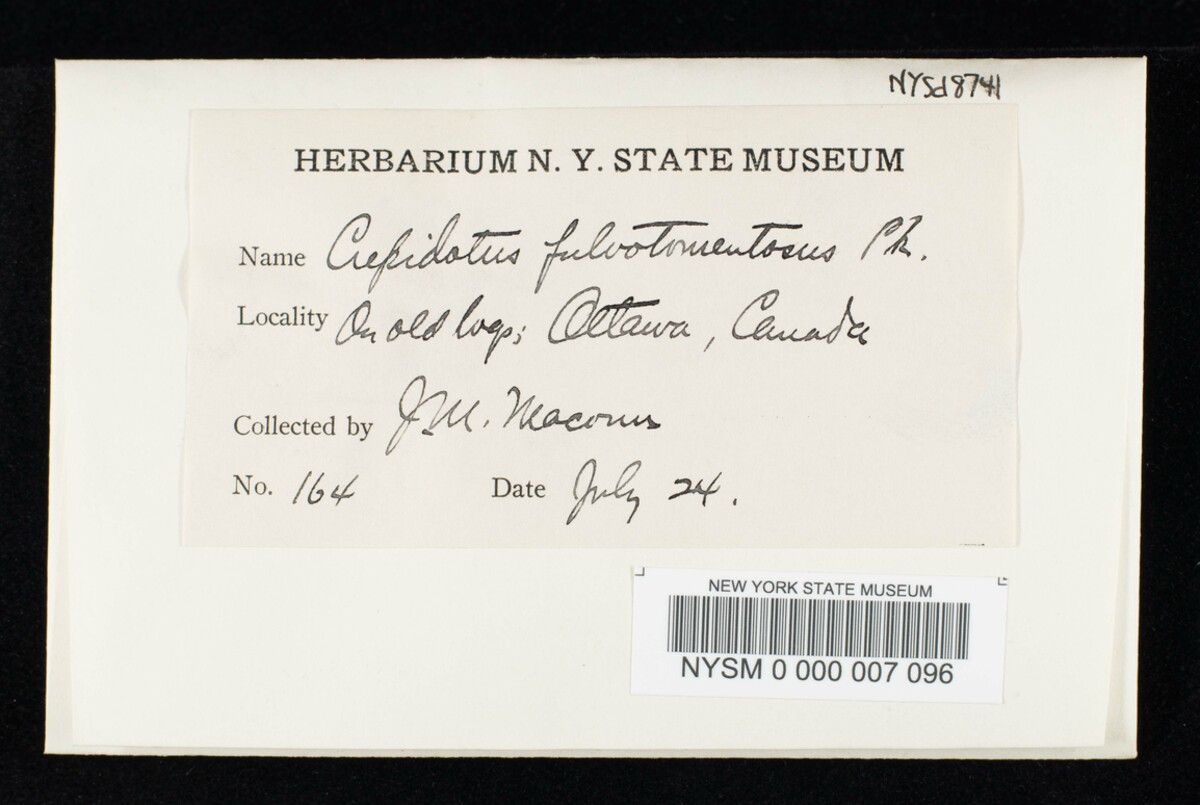 NYSd8741
HERBARIUM N. Y. STATE MUSEUM
Name Crepidotus fulvotomentosus Pk.
Locality On old logs; Ottawa, Canada
Collected by J. M. Macoun
No. 164 Date July 24.
NEW YORK STATE MUSEUM
NYSM 0 000 007 096